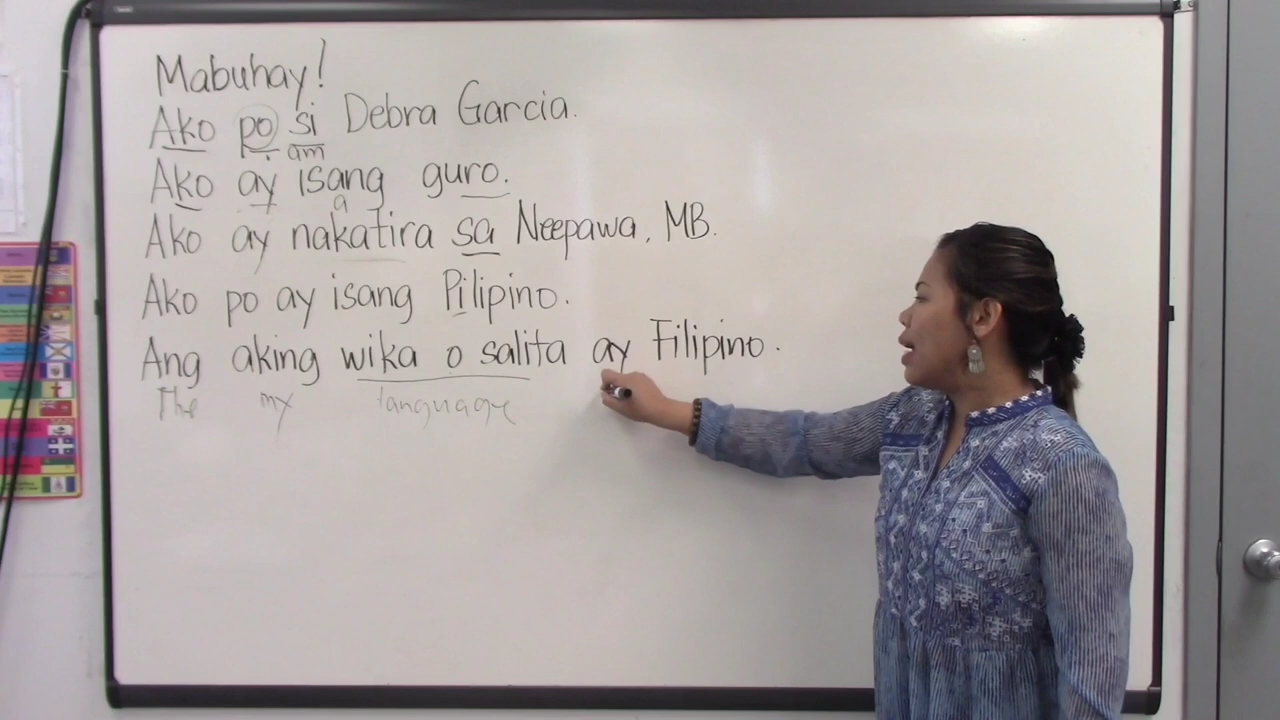 Mabuhay!
Ako po si Debra Garcia.
am
Ako ay isang guro.
a
Ako ay nakatira sa Neepawa, MB.
Ako po ay isang Pilipino.
Ang aking wika o salita ay Filipino.
The my language